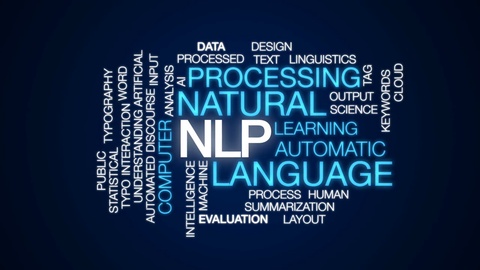 DATA
DESIGN
PROCESSED
TEXT
LINGUISTICS
AI
PROCESSING
TAG
CLOUD
KEYWORDS
NATURAL
OUTPUT
SCIENCE
NLP
LEARNING
AUTOMATIC
LANGUAGE
PROCESS
HUMAN
SUMMARIZATION
EVALUATION
LAYOUT
PUBLIC
TYPOGRAPHY
STATISTICAL
TYPO
INTERACTION
WORD
UNDERSTANDING
ARTIFICIAL
AUTOMATED
DISCOURSE
INPUT
COMPUTER
ANALYSIS
INTELLIGENCE
MACHINE